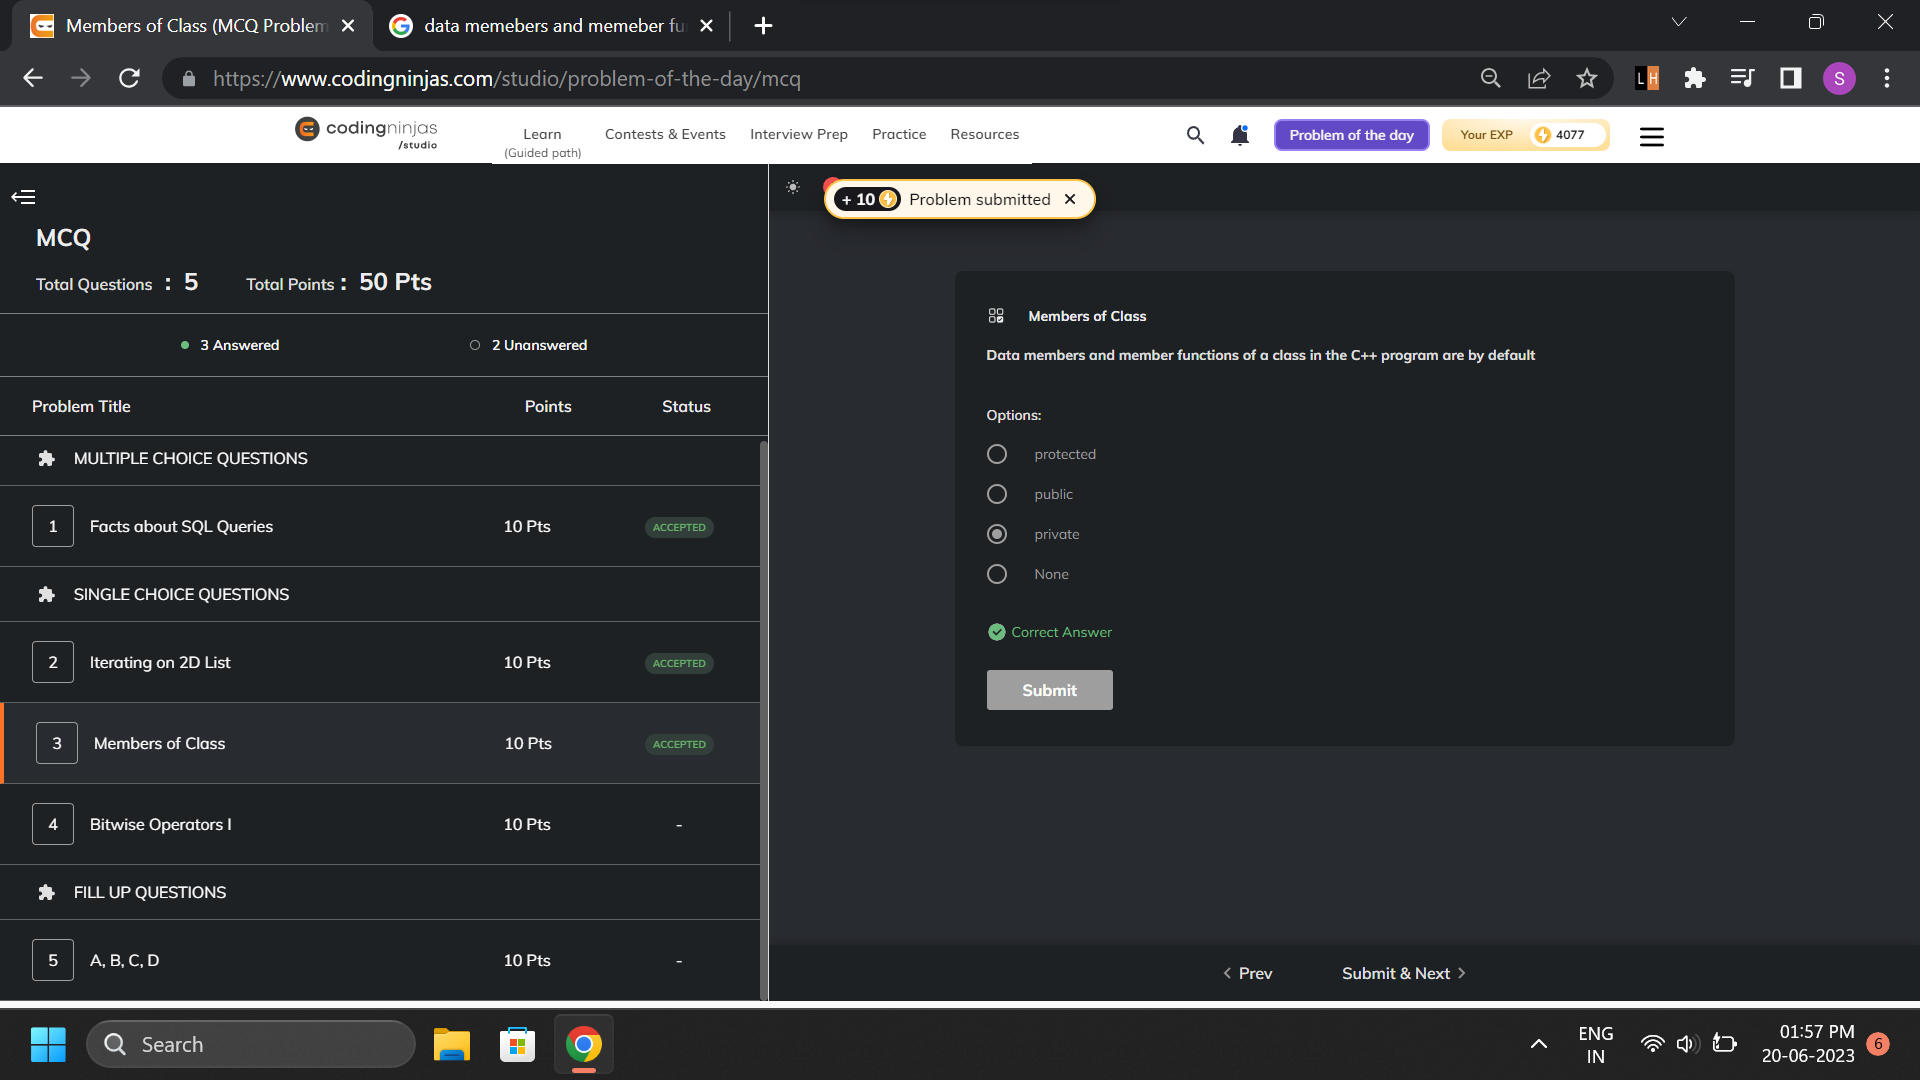 Members of Class (MCQ Problem
data memebers and memeber fu
https://www.codingninjas.com/studio/problem-of-the-day/mcq
LH
S
codingninjas
/studio
Learn
(Guided path)
Contests & Events
Interview Prep
Practice
Resources
Problem of the day
Your EXP
4077
+ 10
Problem submitted
MCQ
Total Questions : 5
Total Points : 50 Pts
3 Answered
2 Unanswered
Problem Title
Points
Status
MULTIPLE CHOICE QUESTIONS
1
Facts about SQL Queries
10 Pts
ACCEPTED
SINGLE CHOICE QUESTIONS
2
Iterating on 2D List
10 Pts
ACCEPTED
3
Members of Class
10 Pts
ACCEPTED
4
Bitwise Operators I
10 Pts
-
FILL UP QUESTIONS
5
A, B, C, D
10 Pts
-
Members of Class
Data members and member functions of a class in the C++ program are by default
Options:
protected
public
private
None
Correct Answer
Submit
Prev
Submit & Next
Search
ENG
IN
01:57 PM
20-06-2023
6